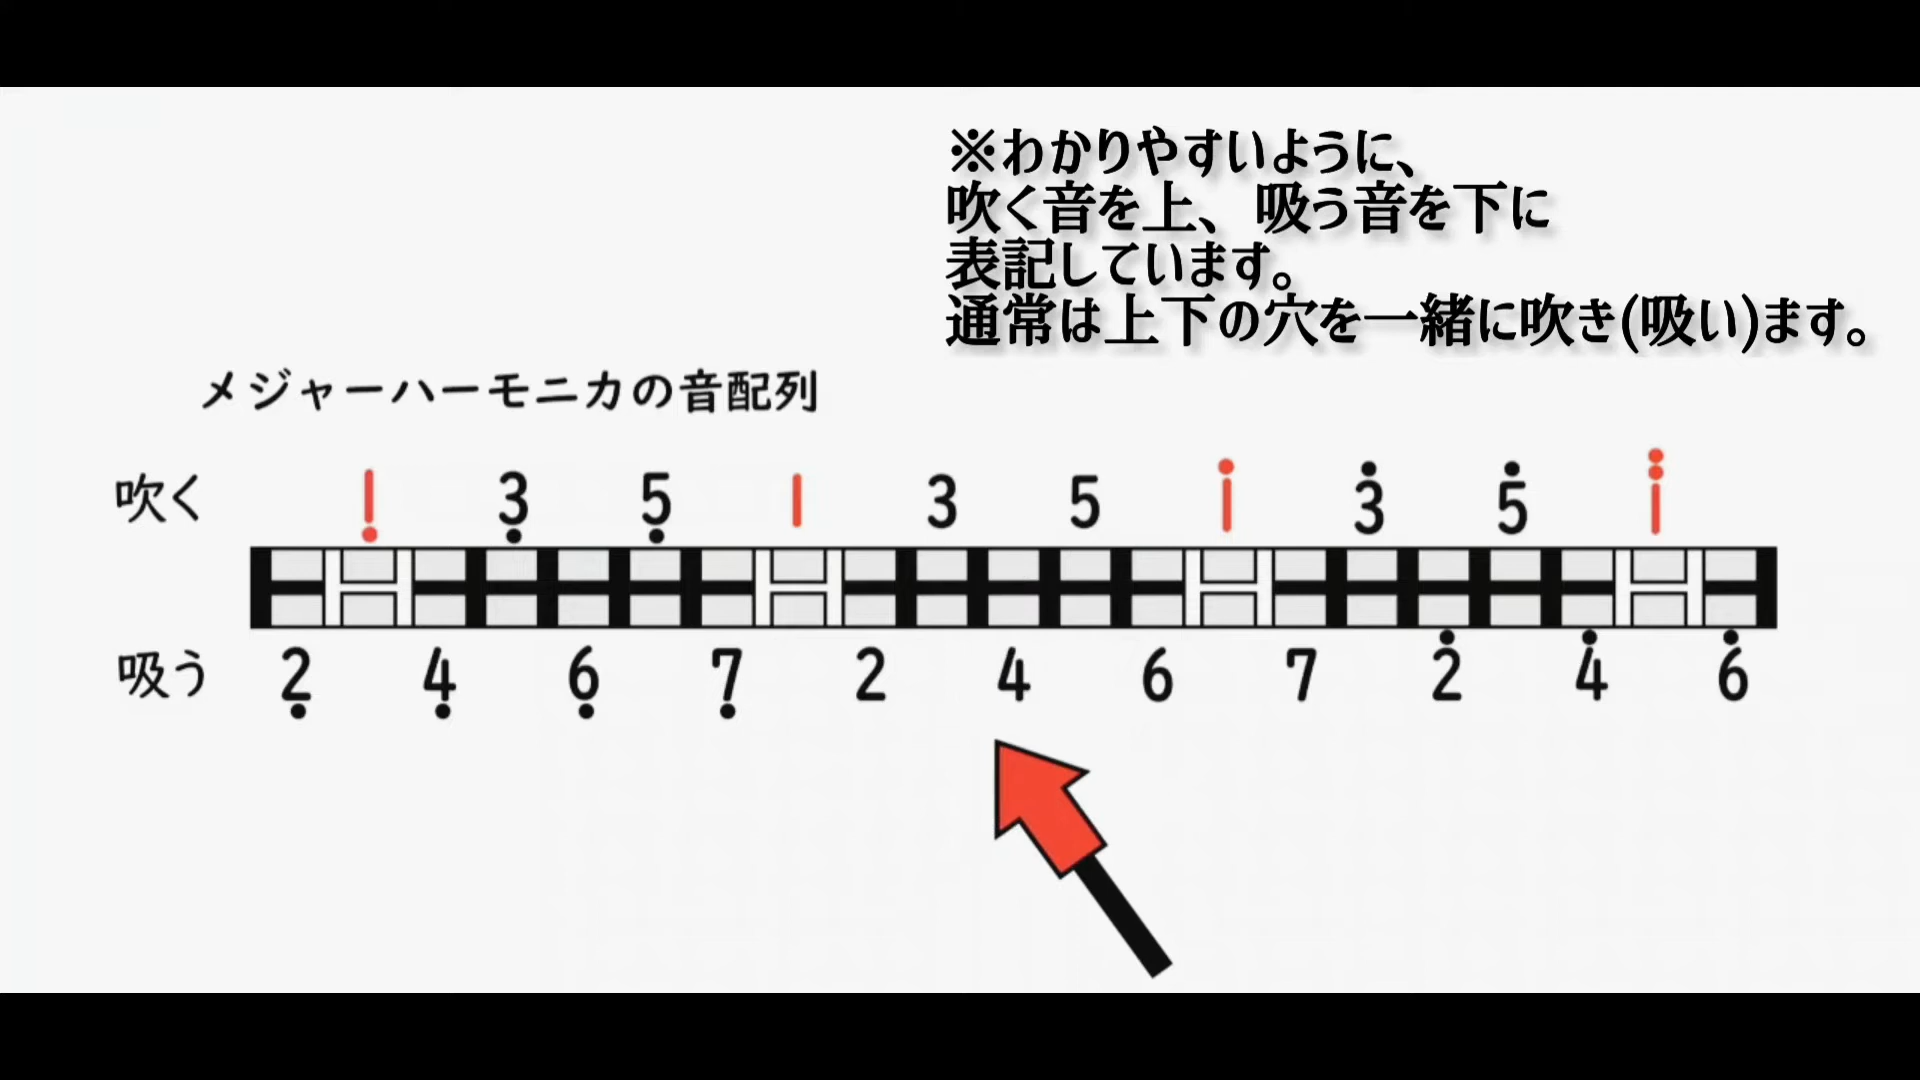 ※わかりやすいように、
吹く音を上、吸う音を下に
表記しています。
通常は上下の穴を一緒に吹き(吸い)ます。
メジャーハーモニカの音配列
吹く 1̣ 3̣ 5̣ 1 3 5 1̇ 3̇ 5̇ 1̈
吸う 2̣ 4̣ 6̣ 7̣ 2 4 6 7 2̇ 4̇ 6̇